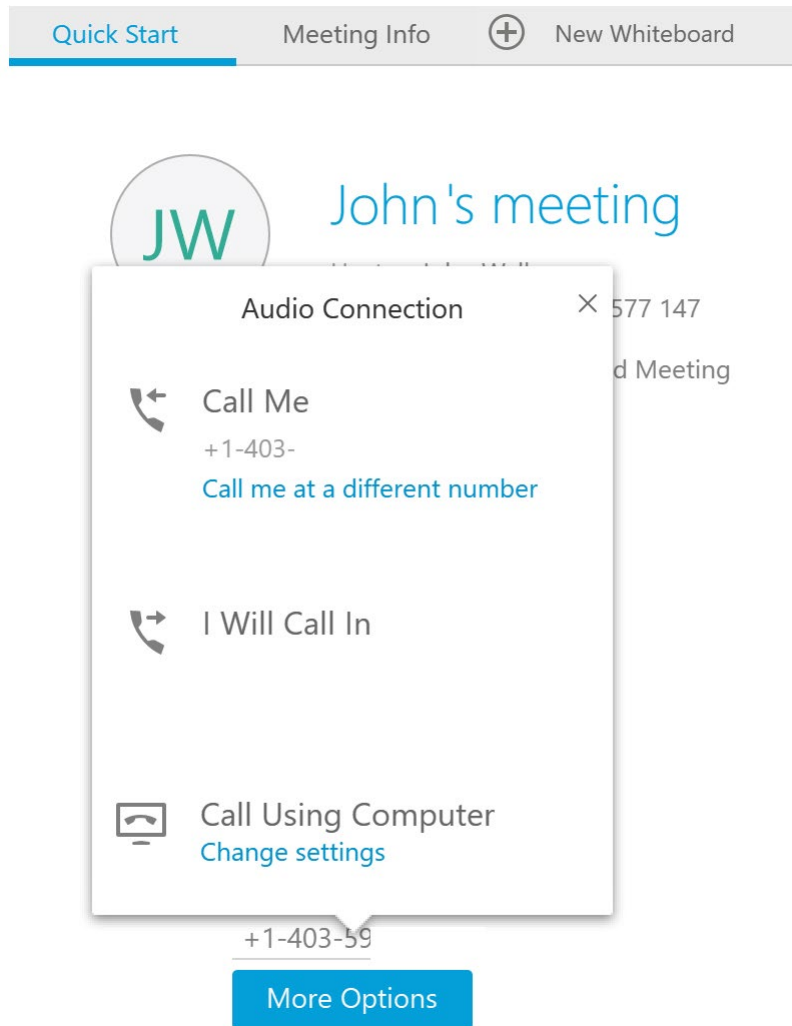 Quick Start Meeting Info New Whiteboard
JW
John's meeting
Audio Connection
577 147
d Meeting
Call Me
+1-403-
Call me at a different number
I Will Call In
Call Using Computer
Change settings
+1-403-59
More Options